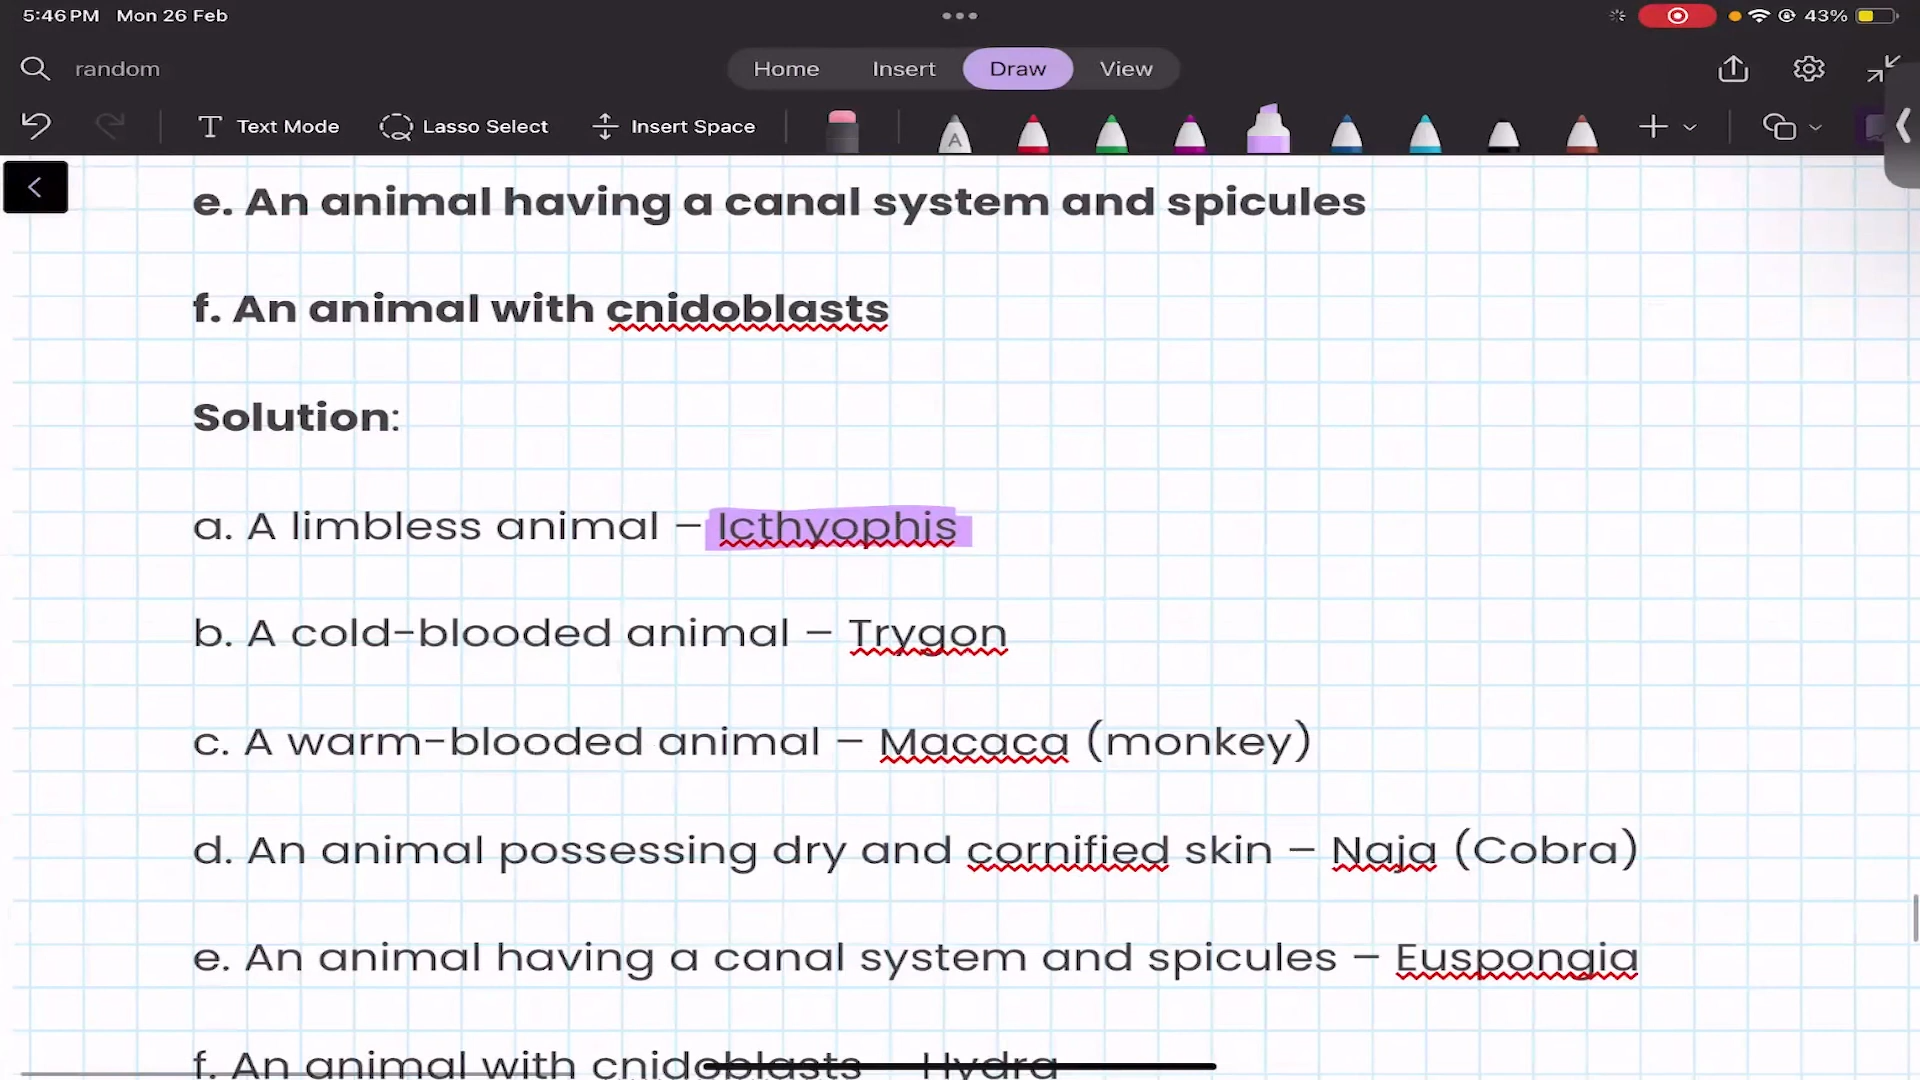 5:46 PM Mon 26 Feb
43%
random
Home Insert Draw View
Text Mode Lasso Select Insert Space
A
e. An animal having a canal system and spicules
f. An animal with cnidoblasts
Solution:
a. A limbless animal – Icthyophis
b. A cold-blooded animal – Trygon
c. A warm-blooded animal – Macaca (monkey)
d. An animal possessing dry and cornified skin – Naja (Cobra)
e. An animal having a canal system and spicules – Euspongia
f. An animal with cnidoblasts – Hydra